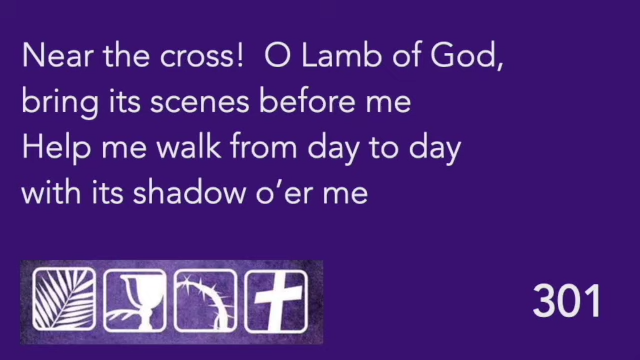 Near the cross!  O Lamb of God,
bring its scenes before me
Help me walk from day to day
with its shadow o’er me
301